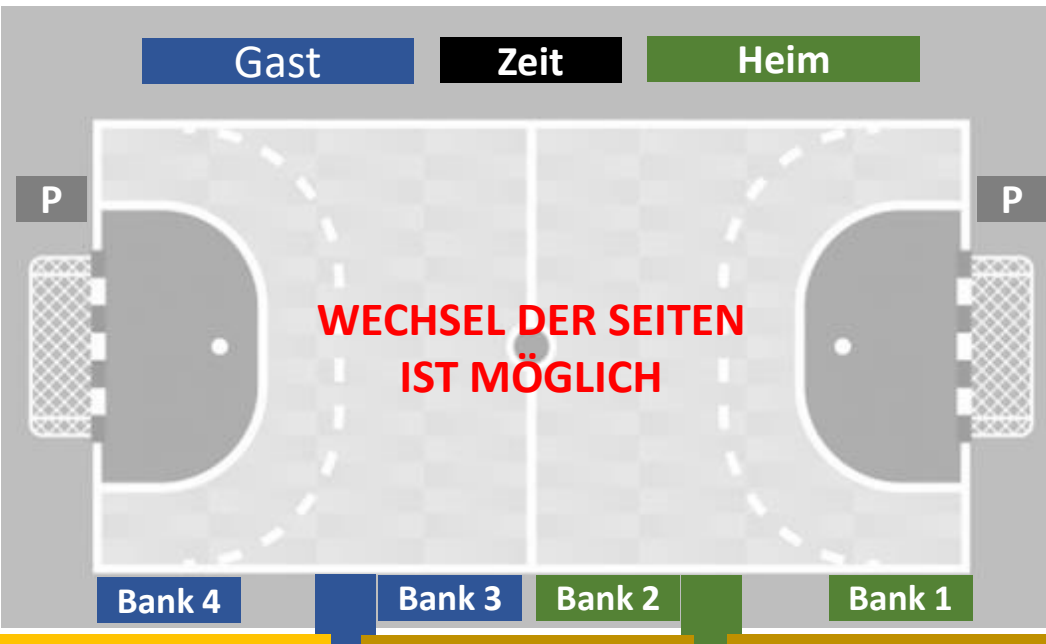 Gast
Zeit
Heim
P
P
WECHSEL DER SEITEN
IST MÖGLICH
Bank 4
Bank 3
Bank 2
Bank 1